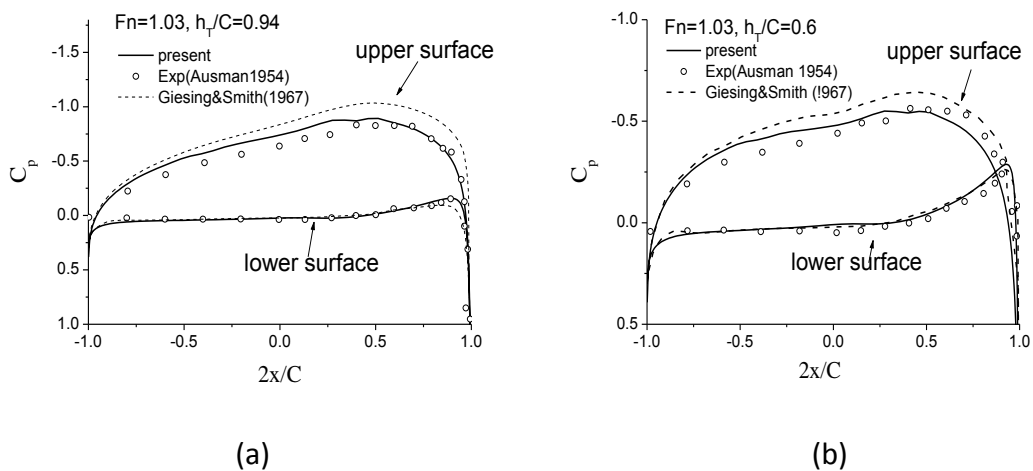 Fn=1.03, h_T/C=0.94
present
Exp(Ausman1954)
Giesing&Smith(1967)
upper surface
lower surface
-1.5
-1.0
-0.5
0.0
0.5
1.0
C_p
-1.0
-0.5
0.0
0.5
1.0
2x/C
(a)
Fn=1.03, h_T/C=0.6
present
Exp(Ausman 1954)
Giesing&Smith (!967)
upper surface
lower surface
-1.0
-0.5
0.0
0.5
C_p
-1.0
-0.5
0.0
0.5
1.0
2x/C
(b)